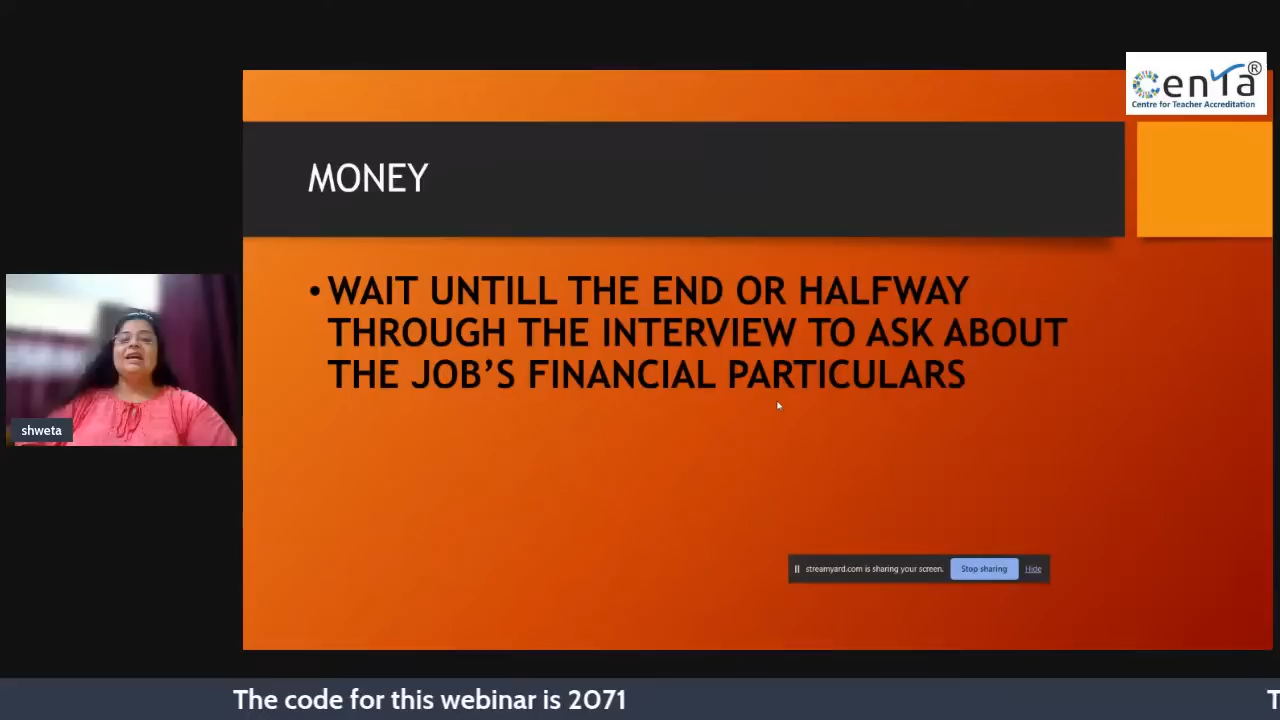 CenTa®
Centre for Teacher Accreditation
MONEY
• WAIT UNTILL THE END OR HALFWAY
THROUGH THE INTERVIEW TO ASK ABOUT
THE JOB’S FINANCIAL PARTICULARS
shweta
streamyard.com is sharing your screen. Stop sharing Hide
The code for this webinar is 2071 T